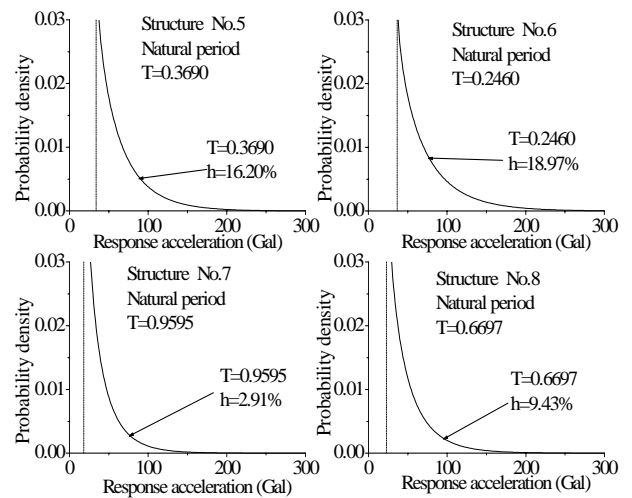 0.03
0.02
0.01
0.00
Probability density
Structure No.5
Natural period
T=0.3690
T=0.3690
h=16.20%
0 100 200 300
Response acceleration (Gal)
0.03
0.02
0.01
0.00
Probability density
Structure No.6
Natural period
T=0.2460
T=0.2460
h=18.97%
0 100 200 300
Response acceleration (Gal)
0.03
0.02
0.01
0.00
Probability density
Structure No.7
Natural period
T=0.9595
T=0.9595
h=2.91%
0 100 200 300
Response acceleration (Gal)
0.03
0.02
0.01
0.00
Probability density
Structure No.8
Natural period
T=0.6697
T=0.6697
h=9.43%
0 100 200 300
Response acceleration (Gal)